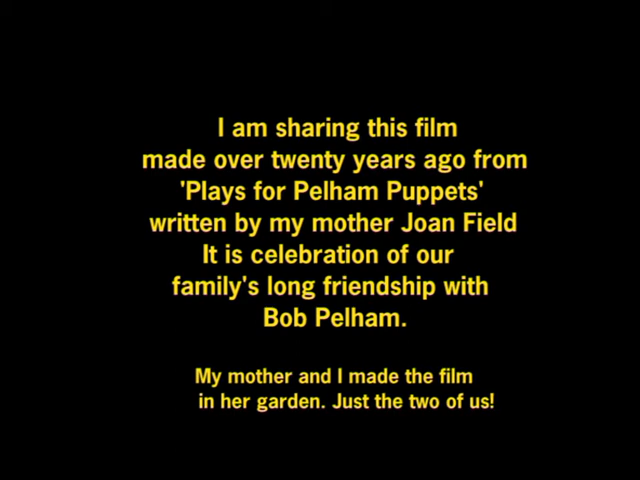 I am sharing this film
made over twenty years ago from
'Plays for Pelham Puppets'
written by my mother Joan Field
It is celebration of our
family's long friendship with
Bob Pelham.
My mother and I made the film
in her garden. Just the two of us!